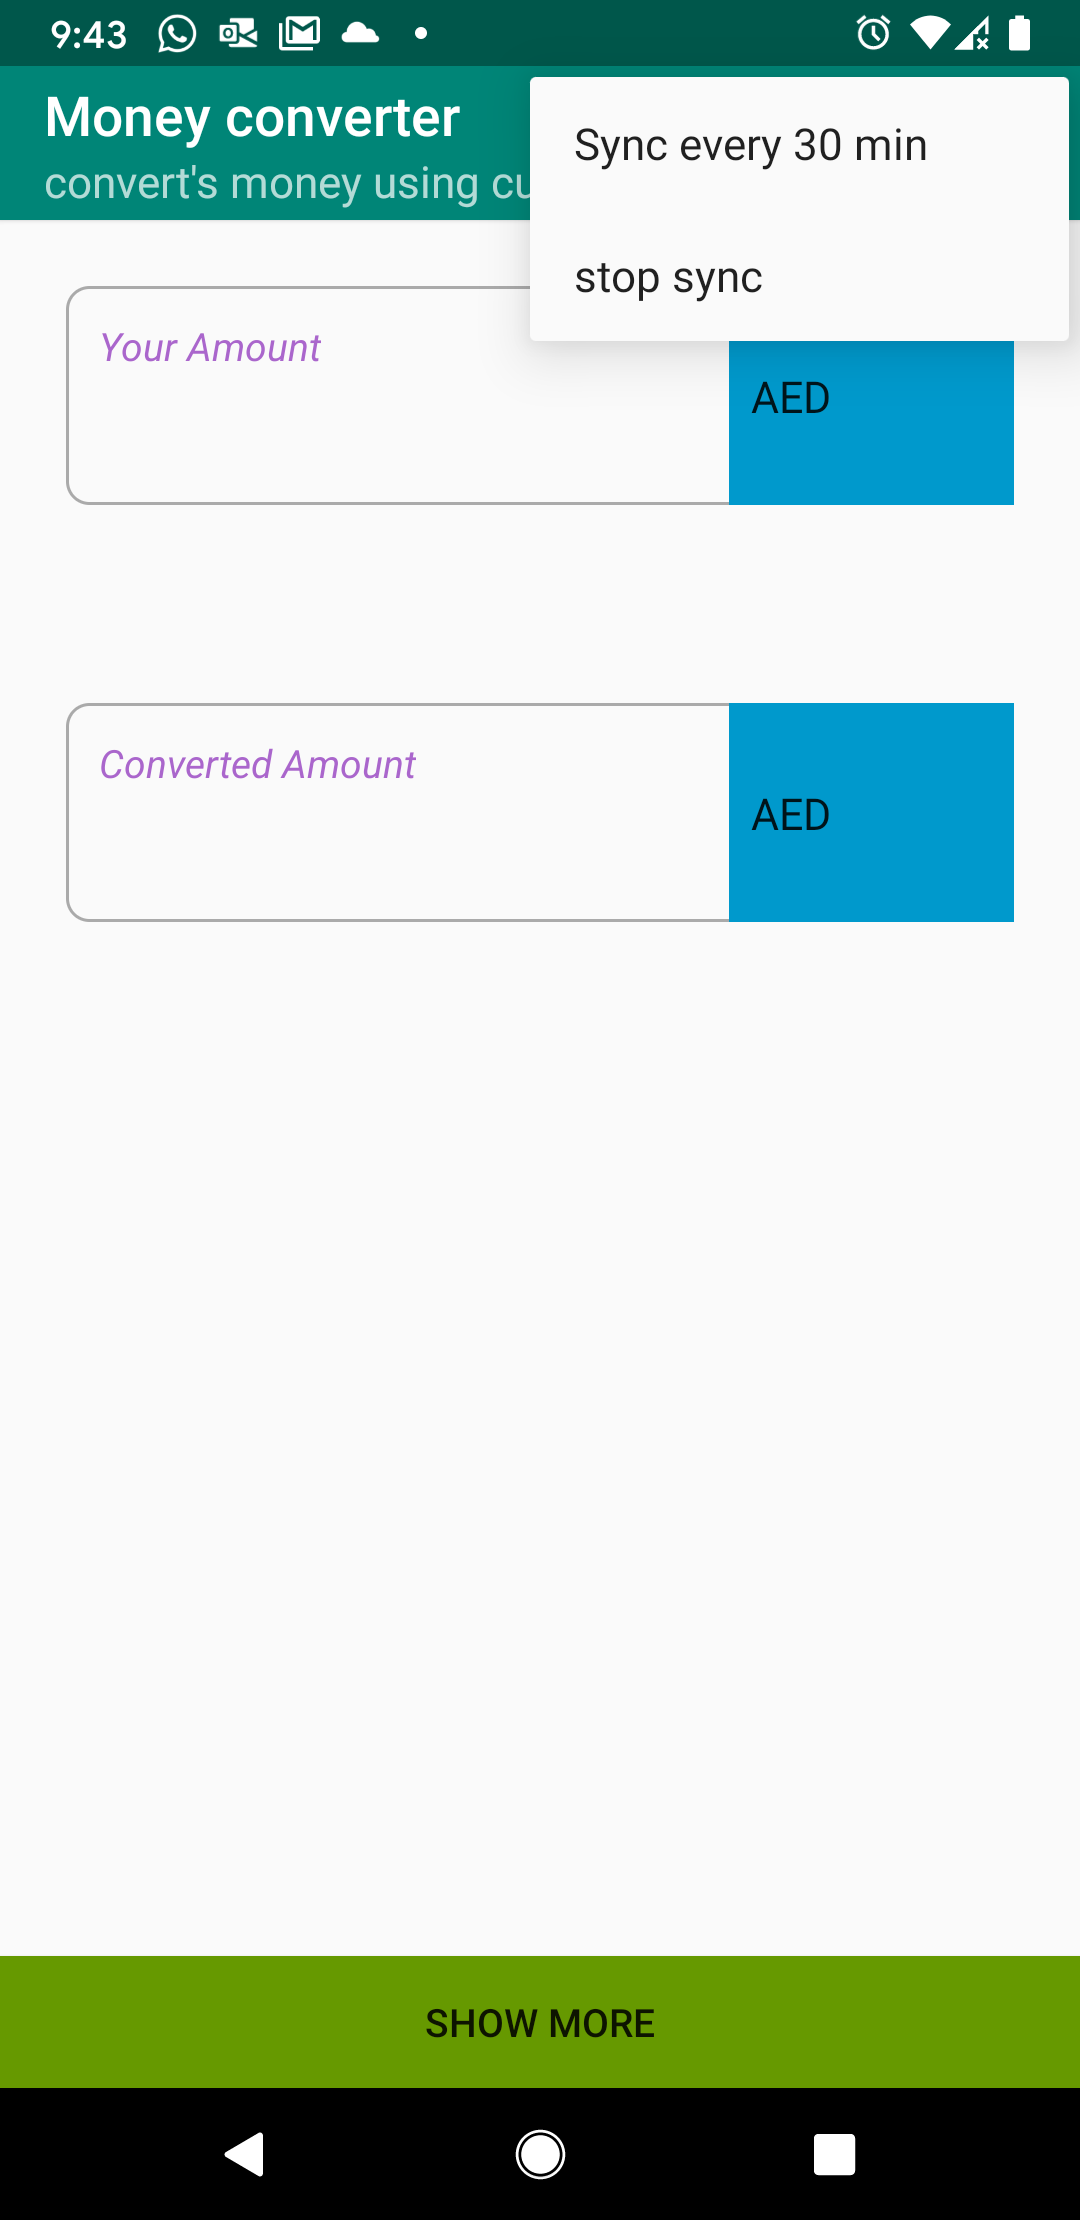 9:43
Money converter
convert's money using cu
Sync every 30 min
stop sync
Your Amount
AED
Converted Amount
AED
SHOW MORE